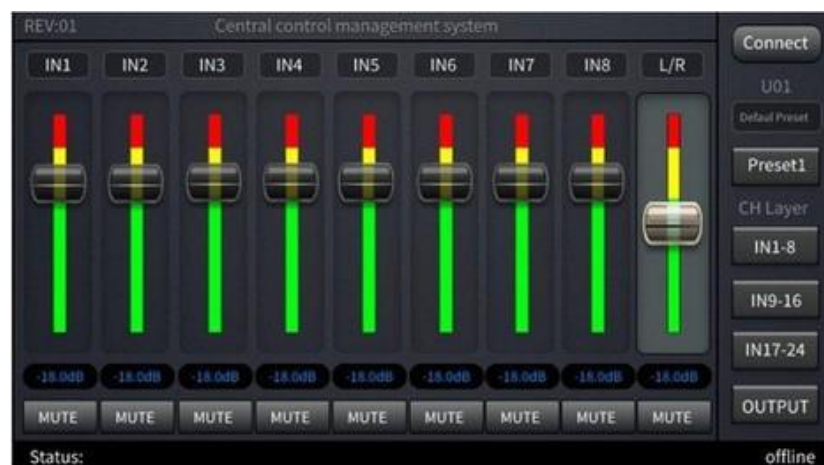 REV:01 Central control management system
Connect
IN1 IN2 IN3 IN4 IN5 IN6 IN7 IN8 L/R
U01
Defaul Preset
Preset1
CH Layer
IN1-8
IN9-16
IN17-24
-18.0dB -18.0dB -18.0dB -18.0dB -18.0dB -18.0dB -18.0dB -18.0dB -18.0dB
MUTE MUTE MUTE MUTE MUTE MUTE MUTE MUTE MUTE
OUTPUT
Status: offline